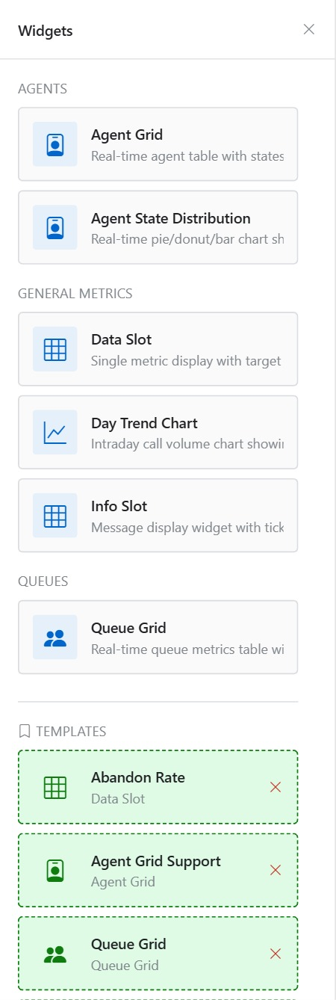 Widgets
AGENTS
Agent Grid
Real-time agent table with states
Agent State Distribution
Real-time pie/donut/bar chart sh
GENERAL METRICS
Data Slot
Single metric display with target
Day Trend Chart
Intraday call volume chart showin
Info Slot
Message display widget with tick
QUEUES
Queue Grid
Real-time queue metrics table wi
TEMPLATES
Abandon Rate
Data Slot
Agent Grid Support
Agent Grid
Queue Grid
Queue Grid